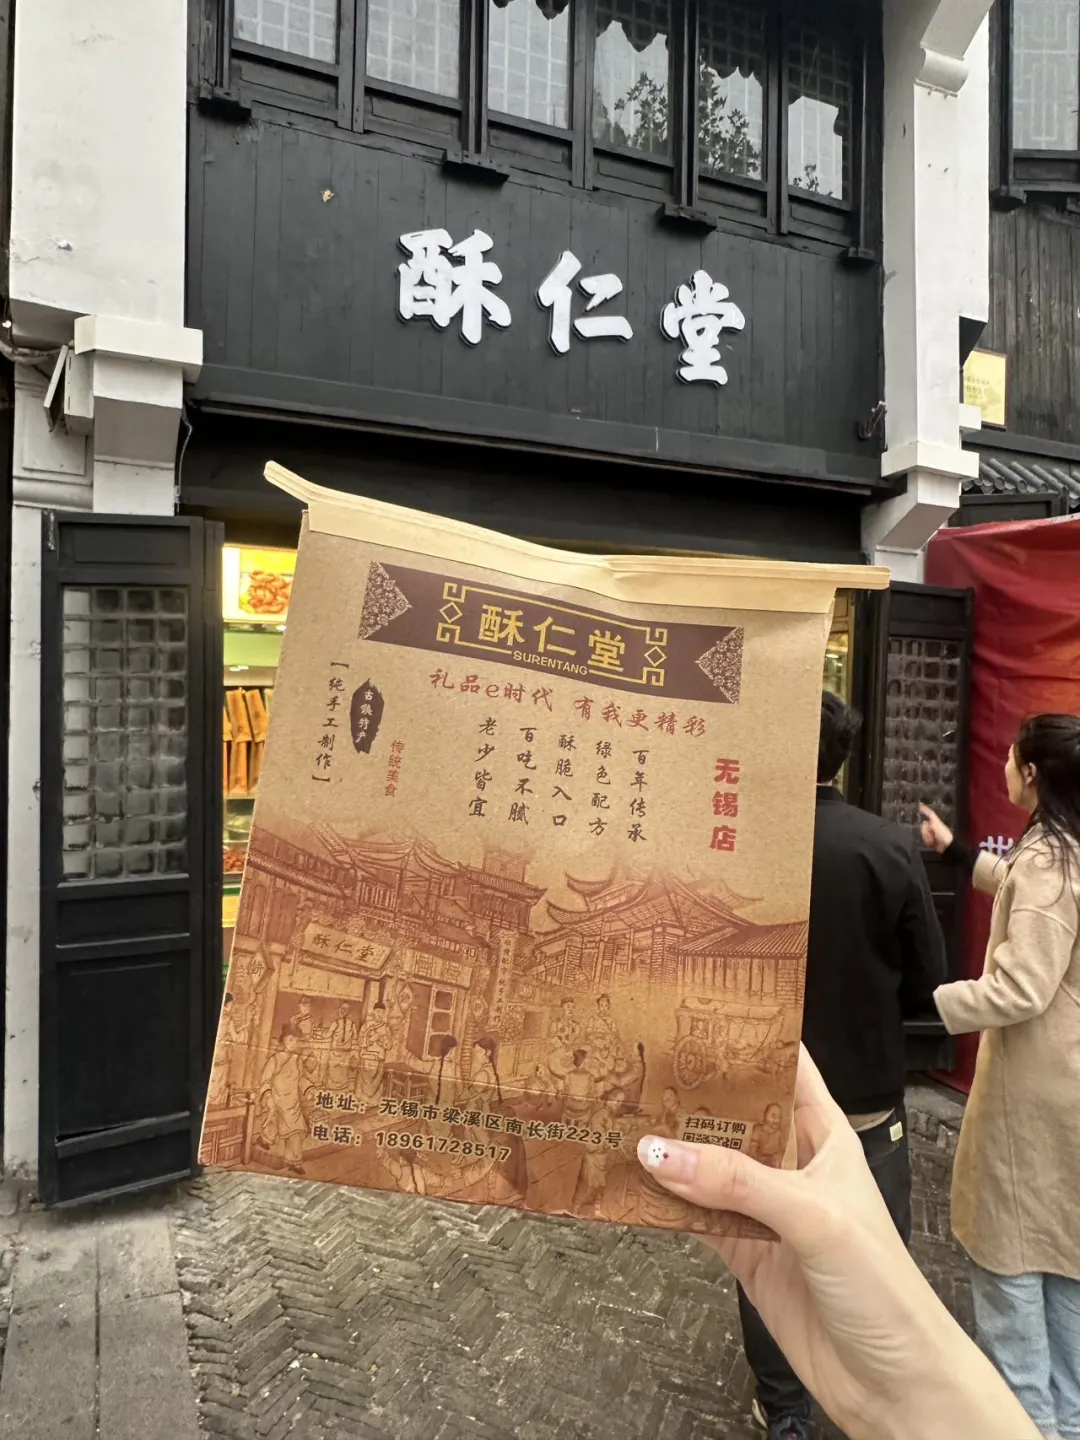 酥仁堂
酥仁堂
SURENTANG
礼品e时代 有我更精彩
百年传承
绿色配方
酥脆入口
百吃不腻
老少皆宜
无锡店
古镇特产
【纯手工制作】
传统美食
酥仁堂
地址：无锡市梁溪区南长街223号
电话：18961728517
扫码订购